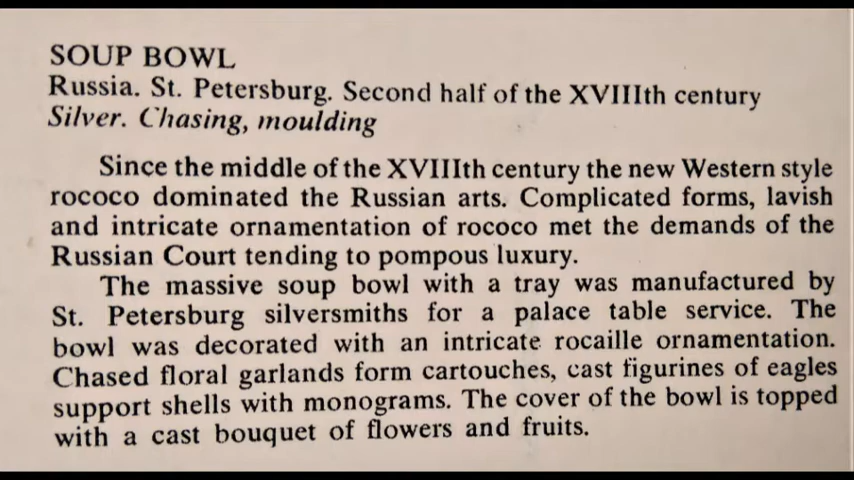 SOUP BOWL
Russia. St. Petersburg. Second half of the XVIIIth century
Silver. Chasing, moulding
Since the middle of the XVIIIth century the new Western style
rococo dominated the Russian arts. Complicated forms, lavish
and intricate ornamentation of rococo met the demands of the
Russian Court tending to pompous luxury.
The massive soup bowl with a tray was manufactured by
St. Petersburg silversmiths for a palace table service. The
bowl was decorated with an intricate rocaille ornamentation.
Chased floral garlands form cartouches, cast figurines of eagles
support shells with monograms. The cover of the bowl is topped
with a cast bouquet of flowers and fruits.